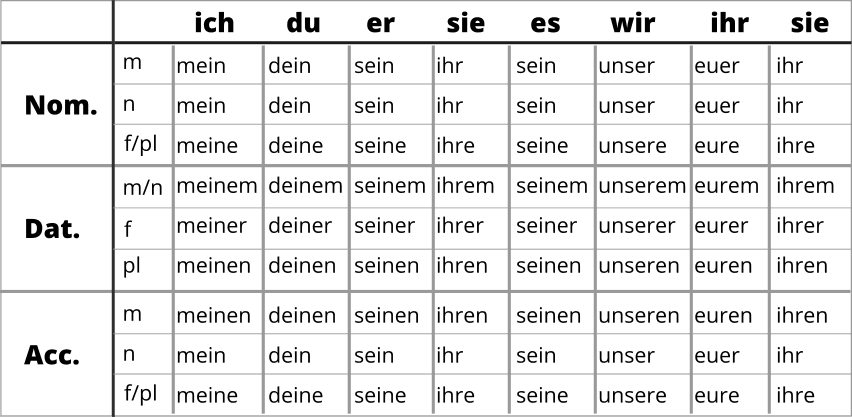 ich du er sie es wir ihr sie
m mein dein sein ihr sein unser euer ihr
Nom. n mein dein sein ihr sein unser euer ihr
f/pl meine deine seine ihre seine unsere eure ihre
m/n meinem deinem seinem ihrem seinem unserem eurem ihrem
Dat. f meiner deiner seiner ihrer seiner unserer eurer ihrer
pl meinen deinen seinen ihren seinen unseren euren ihren
m meinen deinen seinen ihren seinen unseren euren ihren
Acc. n mein dein sein ihr sein unser euer ihr
f/pl meine deine seine ihre seine unsere eure ihre